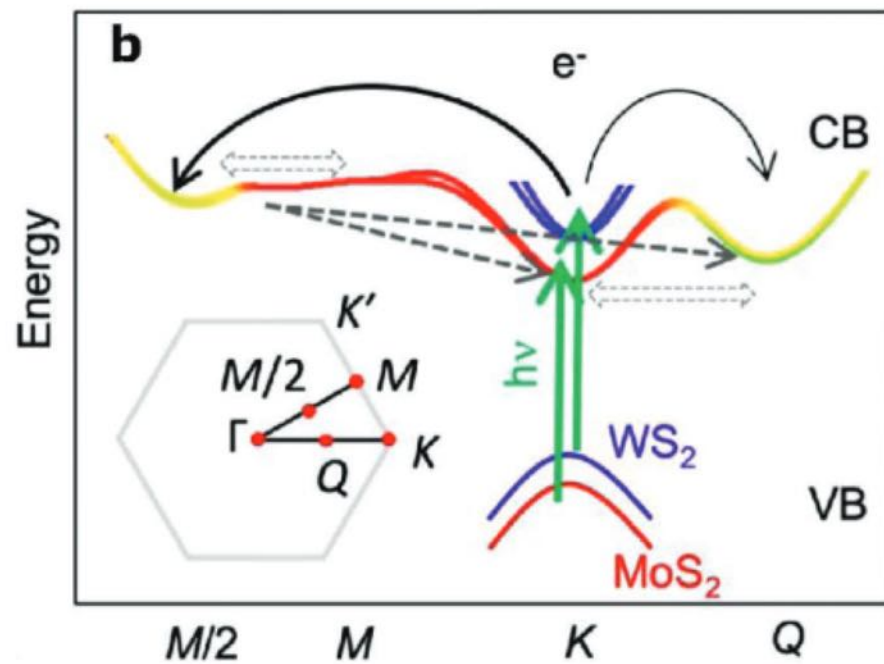 b
e⁻
CB
Energy
K′
M/2
M
hν
Γ
K
Q
WS₂
VB
MoS₂
M/2 M K Q